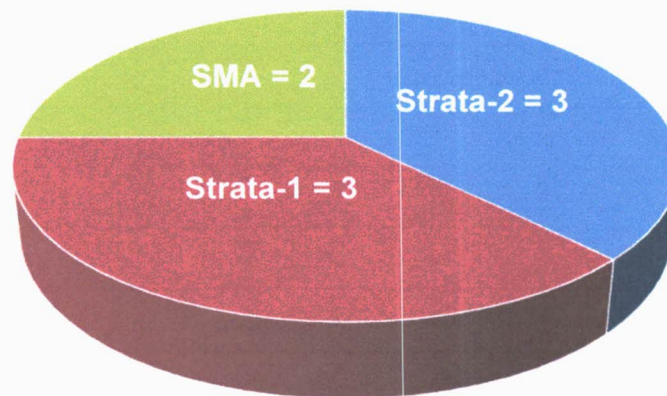 SMA = 2
Strata-2 = 3
Strata-1 = 3